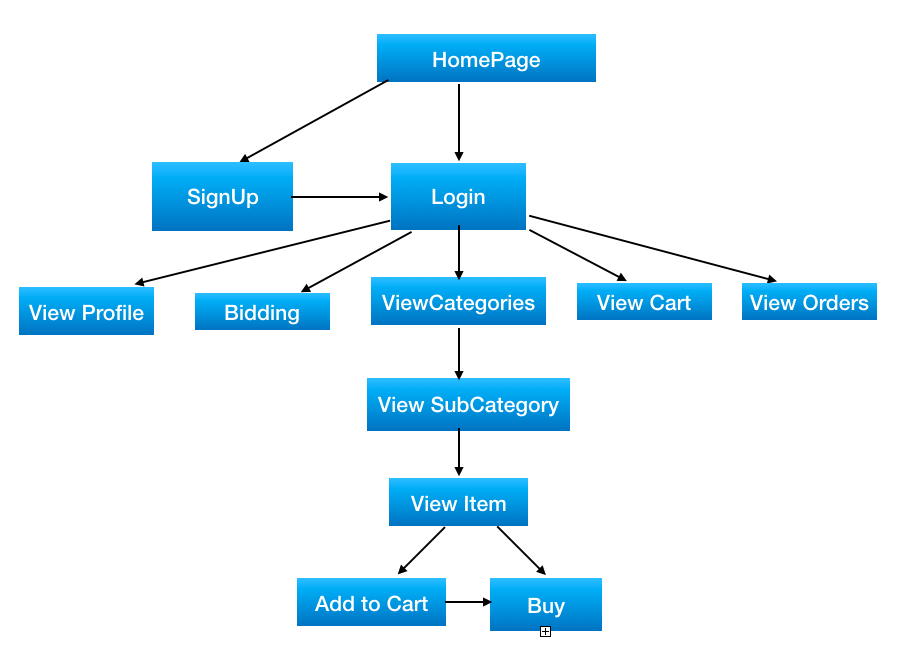 HomePage
SignUp
Login
View Profile
Bidding
ViewCategories
View Cart
View Orders
View SubCategory
View Item
Add to Cart
Buy